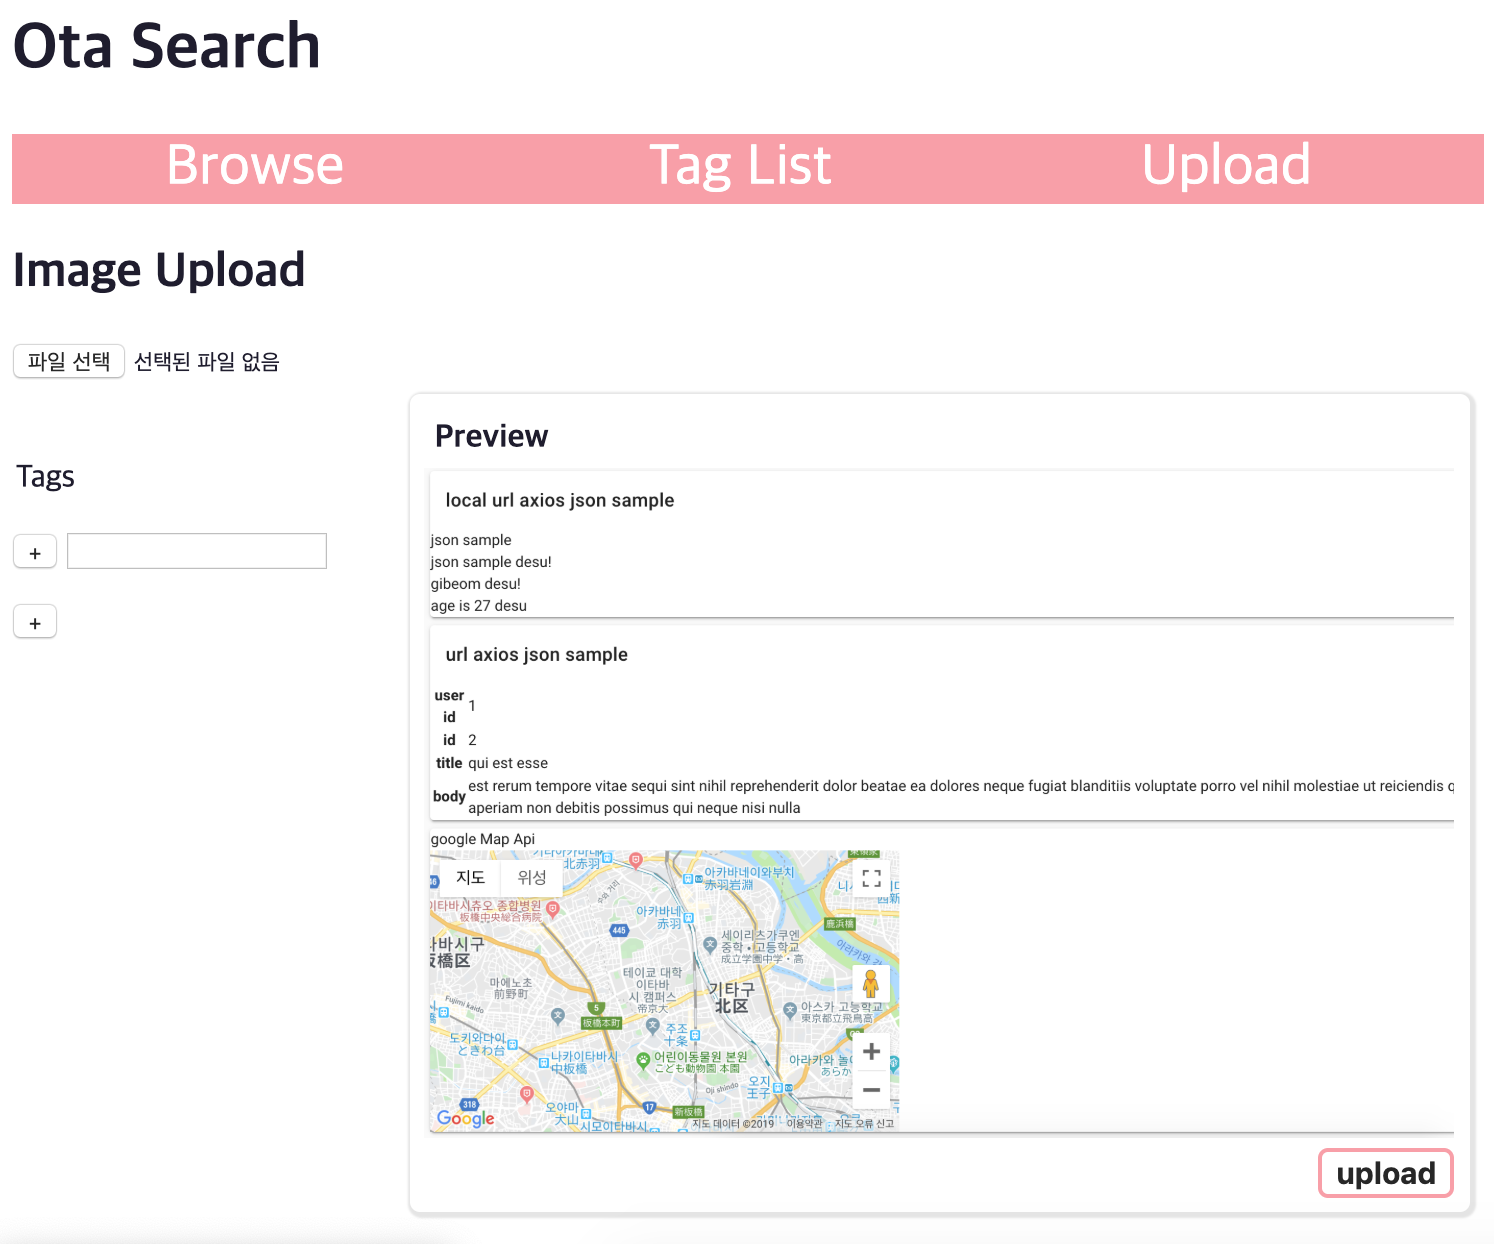 Ota Search
Browse Tag List Upload
Image Upload
파일 선택 선택된 파일 없음
Tags
+
+
Preview
local url axios json sample
json sample
json sample desu!
gibeom desu!
age is 27 desu
url axios json sample
user id 1
id 2
title qui est esse
body est rerum tempore vitae sequi sint nihil reprehenderit dolor beatae ea dolores neque fugiat blanditiis voluptate porro vel nihil molestiae ut reiciendis
aperiam non debitis possimus qui neque nisi nulla
google Map Api
지도 위성
北赤羽
아카바네이와부치
赤羽岩淵
이타바시츄오 종합병원
板橋中央総合病院
아카바네
赤羽
445
鹿浜橋
세이리츠가쿠엔
중학・고등학교
成立学園中学・高
板橋区
마에노초
前野町
테이쿄 대학
이타바
시 캠퍼스
帝京大
기타구
北区
Fujimi kaido
5
板橋本町
아스카 고등학교
東京都立飛鳥高
주조
十条
도키와다이
ときわ台
나카이타바시
中板橋
어린이동물원 본원
こども動物園 本園
오지
王子
Oji shindo
318
오야마
大山
17
新板橋
시모이타바시
Google
지도 데이터 ©2019 이용약관 지도 오류 신고
+
−
upload